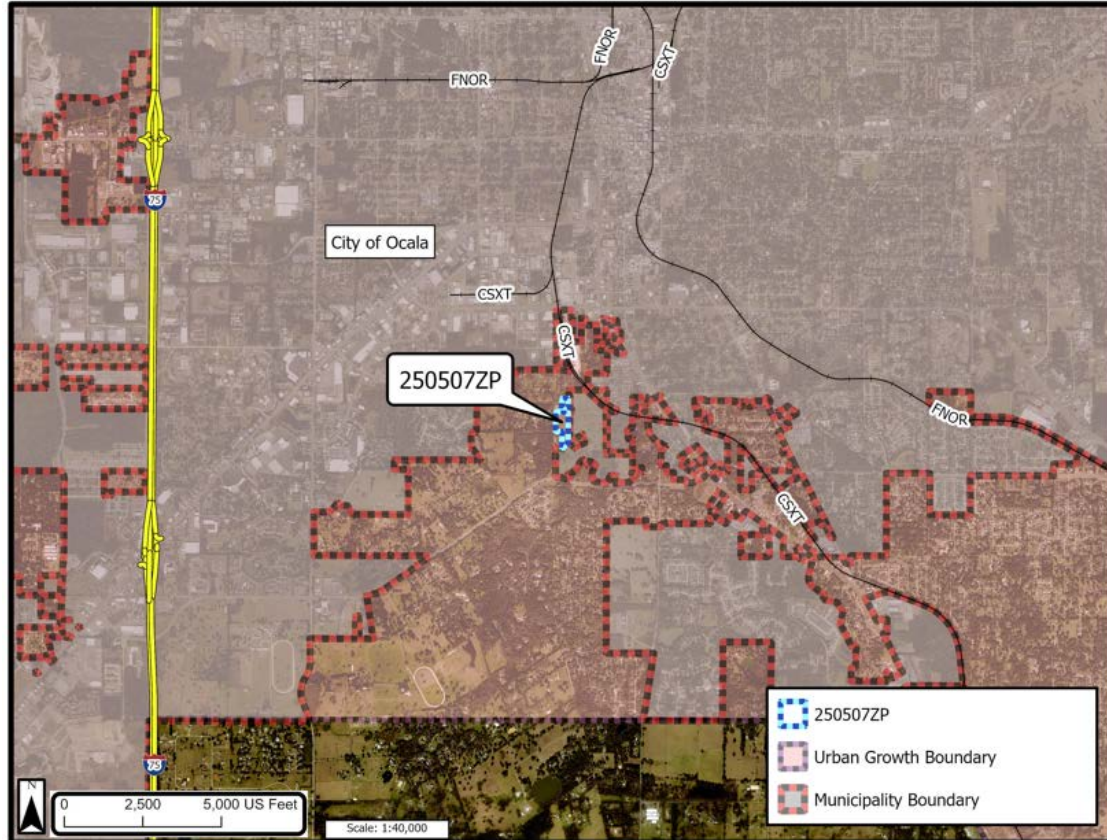 FNOR
CSXT
FNOR
75
City of Ocala
CSXT
CSXT
250507ZP
FNOR
CSXT
250507ZP
Urban Growth Boundary
Municipality Boundary
75
N
0 2,500 5,000 US Feet
Scale: 1:40,000